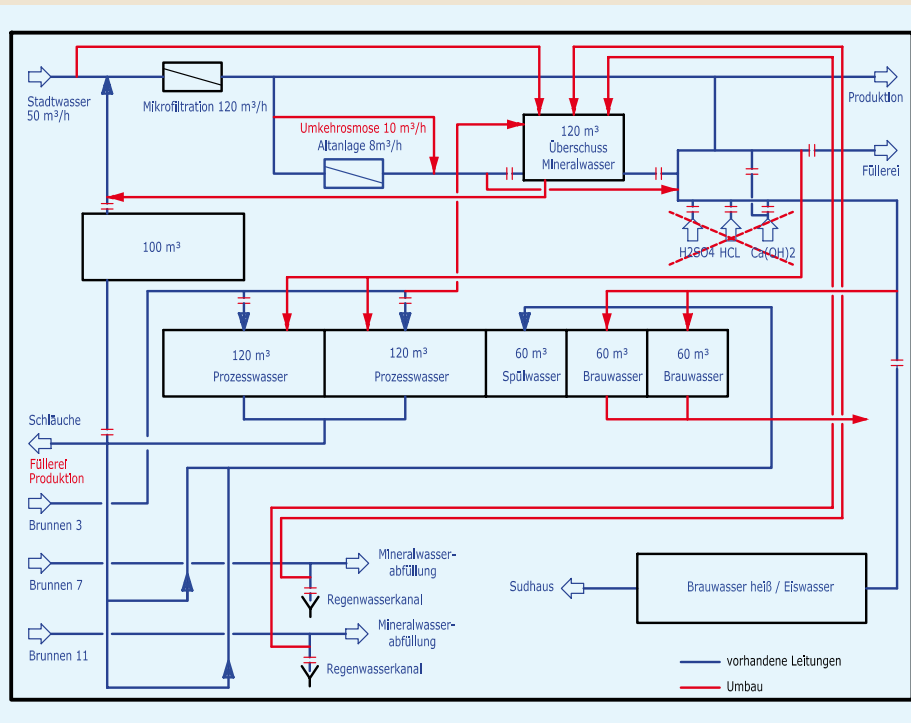 Stadtwasser
50 m³/h
Mikrofiltration 120 m³/h
Umkehrosmose 10 m³/h
Altanlage 8m³/h
120 m³
Überschuss
Mineralwasser
Produktion
Füllerei
H2SO4 HCL Ca(OH)2
100 m³
120 m³
Prozesswasser
120 m³
Prozesswasser
60 m³
Spülwasser
60 m³
Brauwasser
60 m³
Brauwasser
Schläuche
Füllerei
Produktion
Brunnen 3
Brunnen 7
Mineralwasser-
abfüllung
Regenwasserkanal
Brunnen 11
Mineralwasser-
abfüllung
Regenwasserkanal
Sudhaus
Brauwasser heiß / Eiswasser
vorhandene Leitungen
Umbau